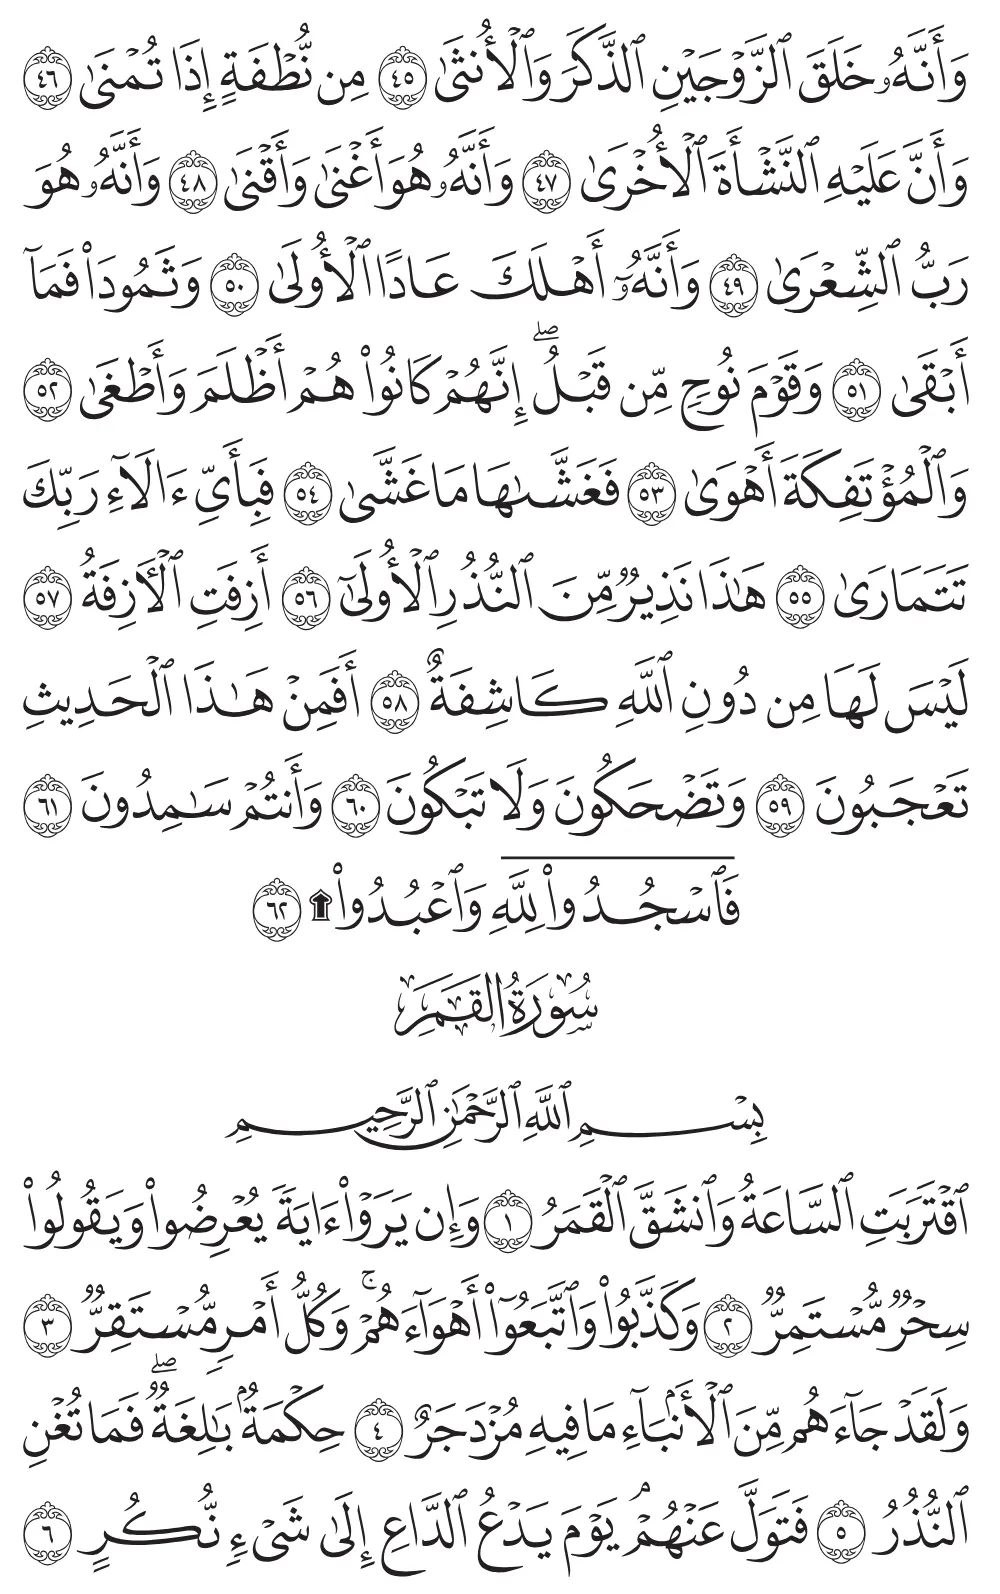 وَأَنَّهُۥ خَلَقَ ٱلزَّوْجَيْنِ ٱلذَّكَرَ وَٱلْأُنثَىٰ ٤٥ مِن نُّطْفَةٍ إِذَا تُمْنَىٰ ٤٦
وَأَنَّ عَلَيْهِ ٱلنَّشْأَةَ ٱلْأُخْرَىٰ ٤٧ وَأَنَّهُۥ هُوَ أَغْنَىٰ وَأَقْنَىٰ ٤٨ وَأَنَّهُۥ هُوَ
رَبُّ ٱلشِّعْرَىٰ ٤٩ وَأَنَّهُۥٓ أَهْلَكَ عَادًا ٱلْأُولَىٰ ٥٠ وَثَمُودَا۟ فَمَآ
أَبْقَىٰ ٥١ وَقَوْمَ نُوحٍ مِّن قَبْلُ ۖ إِنَّهُمْ كَانُوا۟ هُمْ أَظْلَمَ وَأَطْغَىٰ ٥٢
وَٱلْمُؤْتَفِكَةَ أَهْوَىٰ ٥٣ فَغَشَّىٰهَا مَا غَشَّىٰ ٥٤ فَبِأَىِّ ءَالَآءِ رَبِّكَ
تَتَمَارَىٰ ٥٥ هَـٰذَا نَذِيرٌ مِّنَ ٱلنُّذُرِ ٱلْأُولَىٰٓ ٥٦ أَزِفَتِ ٱلْـَٔازِفَةُ ٥٧
لَيْسَ لَهَا مِن دُونِ ٱللَّهِ كَاشِفَةٌ ٥٨ أَفَمِنْ هَـٰذَا ٱلْحَدِيثِ
تَعْجَبُونَ ٥٩ وَتَضْحَكُونَ وَلَا تَبْكُونَ ٦٠ وَأَنتُمْ سَـٰمِدُونَ ٦١
فَٱسْجُدُوا۟ لِلَّهِ وَٱعْبُدُوا۟ ۩ ٦٢
سُورَةُ القَمَرِ
بِسْمِ ٱللَّهِ ٱلرَّحْمَـٰنِ ٱلرَّحِيمِ
ٱقْتَرَبَتِ ٱلسَّاعَةُ وَٱنشَقَّ ٱلْقَمَرُ ١ وَإِن يَرَوْا۟ ءَايَةً يُعْرِضُوا۟ وَيَقُولُوا۟
سِحْرٌ مُّسْتَمِرٌّ ٢ وَكَذَّبُوا۟ وَٱتَّبَعُوٓا۟ أَهْوَآءَهُمْ ۚ وَكُلُّ أَمْرٍ مُّسْتَقِرٌّ ٣
وَلَقَدْ جَآءَهُم مِّنَ ٱلْأَنۢبَآءِ مَا فِيهِ مُزْدَجَرٌ ٤ حِكْمَةٌۢ بَـٰلِغَةٌ ۖ فَمَا تُغْنِ
ٱلنُّذُرُ ٥ فَتَوَلَّ عَنْهُمْ ۘ يَوْمَ يَدْعُ ٱلدَّاعِ إِلَىٰ شَىْءٍ نُّكُرٍ ٦